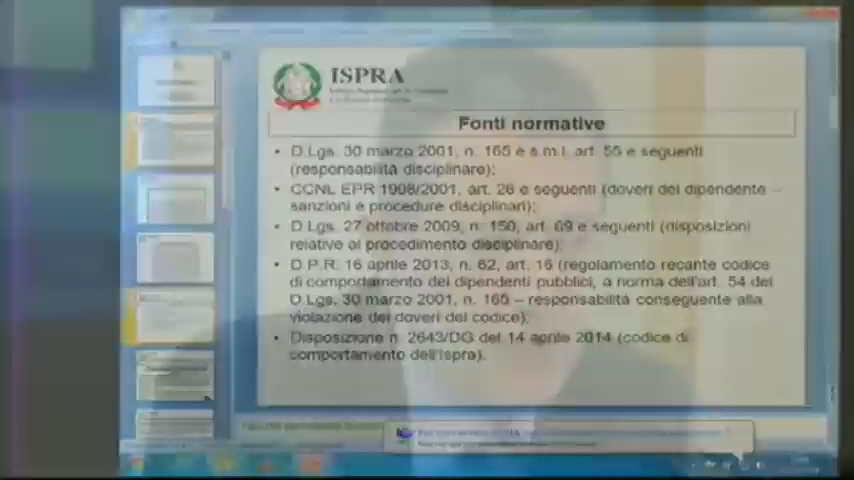 ISPRA
Fonti normative
• D.Lgs. 30 marzo 2001, n. 165 e s.m.i, art. 55 e seguenti
(responsabilità disciplinare);
• CCNL EPR 1998/2001, art. 26 e seguenti (doveri del dipendente –
sanzioni e procedure disciplinari);
• D.Lgs. 27 ottobre 2009, n. 150, art. 69 e seguenti (disposizioni
relative al procedimento disciplinare);
• D.P.R. 16 aprile 2013, n. 62, art. 16 (regolamento recante codice
di comportamento dei dipendenti pubblici, a norma dell'art. 54 del
D.Lgs. 30 marzo 2001, n. 165 – responsabilità conseguente alla
violazione dei doveri del codice);
• Disposizione n. 2643/DG del 14 aprile 2014 (codice di
comportamento dell'Ispra).